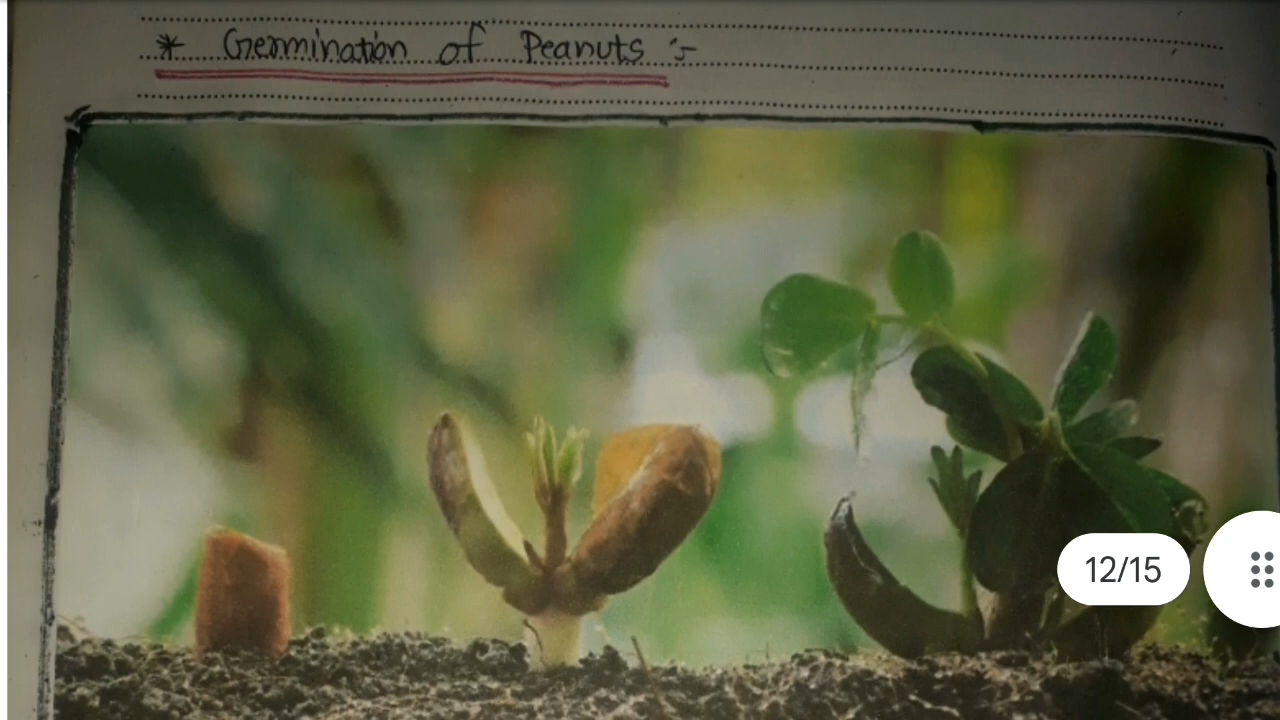 * Germination of Peanuts :-
12/15